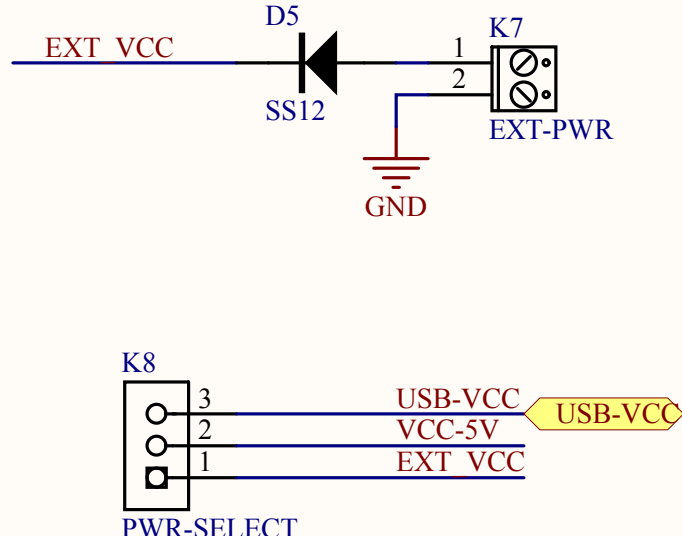 D5
EXT_VCC
SS12
K7
1
2
EXT-PWR
GND
K8
3 USB-VCC USB-VCC
2 VCC-5V
1 EXT_VCC
PWR-SELECT